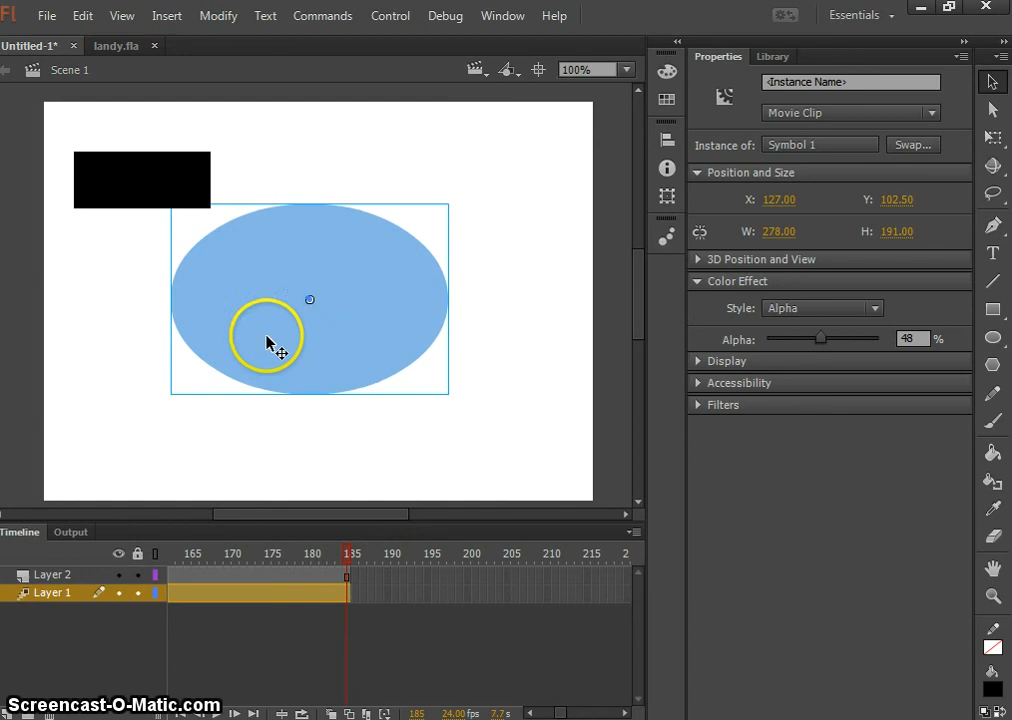 Fl File Edit View Insert Modify Text Commands Control Debug Window Help Essentials
Untitled-1* × landy.fla ×
Scene 1 100%
Properties Library
<Instance Name>
Movie Clip
Instance of: Symbol 1 Swap...
Position and Size
X: 127.00 Y: 102.50
W: 278.00 H: 191.00
3D Position and View
Color Effect
Style: Alpha
Alpha: 48 %
Display
Accessibility
Filters
Timeline Output
165 170 175 180 185 190 195 200 205 210 215 2
Layer 2
Layer 1
185 24.00 fps 7.7 s
Screencast-O-Matic.com